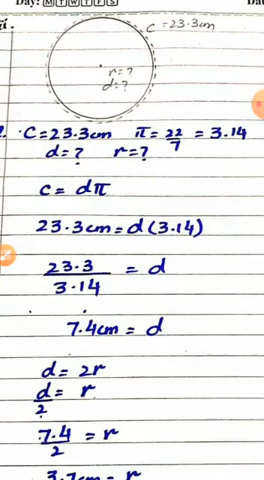 Day: M T W T F S
C = 23.3cm
r = ?
d = ?
C = 23.3cm π = 22/7 = 3.14
d = ? r = ?
C = dπ
23.3cm = d (3.14)
23.3/3.14 = d
7.4cm = d
d = 2r
d/2 = r
7.4/2 = r
3.7cm = r